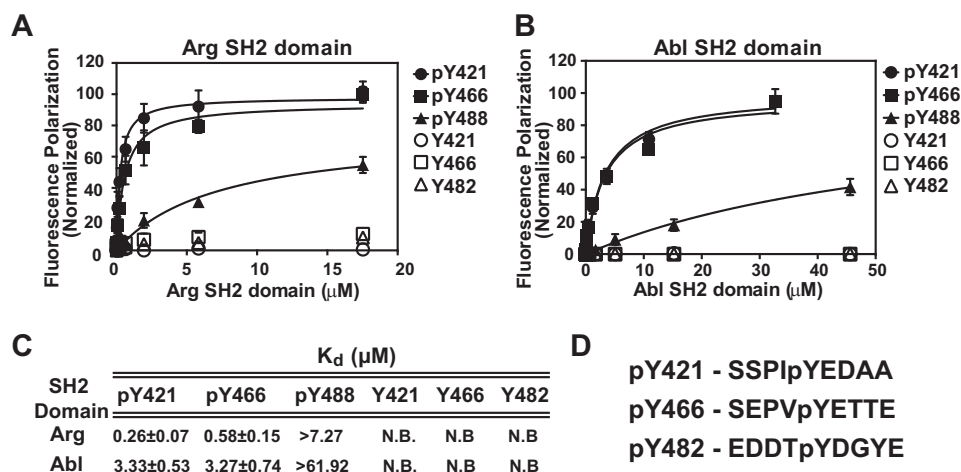 A
Arg SH2 domain
Fluorescence Polarization
(Normalized)
120
100
80
60
40
20
0
0
5
10
15
20
Arg SH2 domain (μM)
pY421
pY466
pY488
Y421
Y466
Y482
B
Abl SH2 domain
Fluorescence Polarization
(Normalized)
120
100
80
60
40
20
0
0
10
20
30
40
50
Abl SH2 domain (μM)
pY421
pY466
pY488
Y421
Y466
Y482
C
Kd (μM)
SH2 Domain pY421 pY466 pY488 Y421 Y466 Y482
Arg 0.26±0.07 0.58±0.15 >7.27 N.B. N.B N.B
Abl 3.33±0.53 3.27±0.74 >61.92 N.B. N.B N.B
D
pY421 - SSPIpYEDAA
pY466 - SEPVpYETTE
pY482 - EDDTpYDGYE